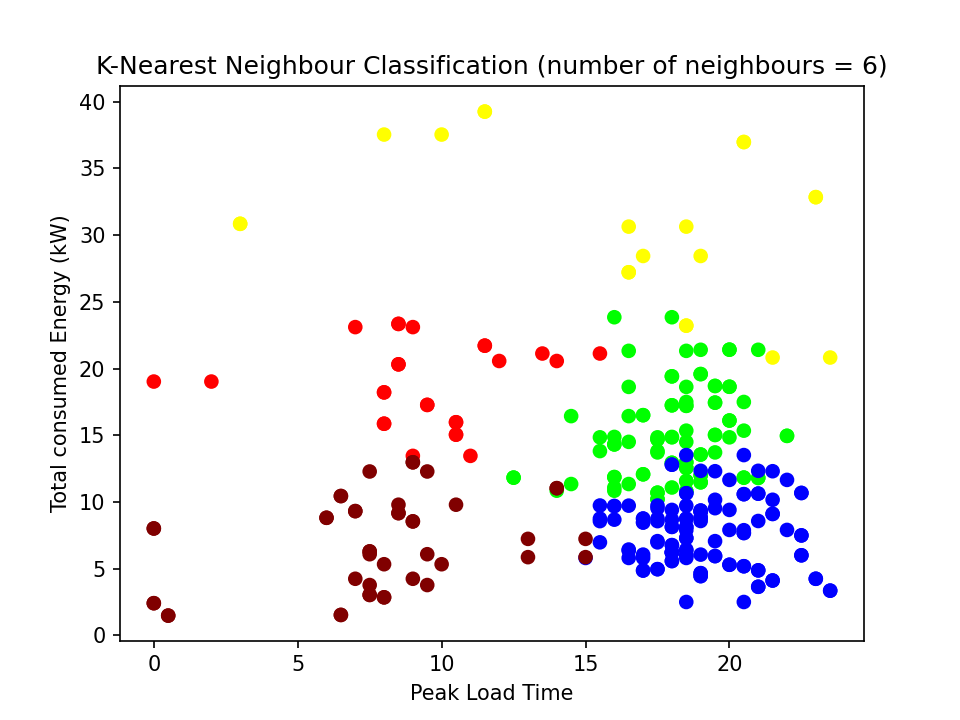 K-Nearest Neighbour Classification (number of neighbours = 6)
40
35
30
25
20
15
10
5
0
Total consumed Energy (kW)
0 5 10 15 20
Peak Load Time